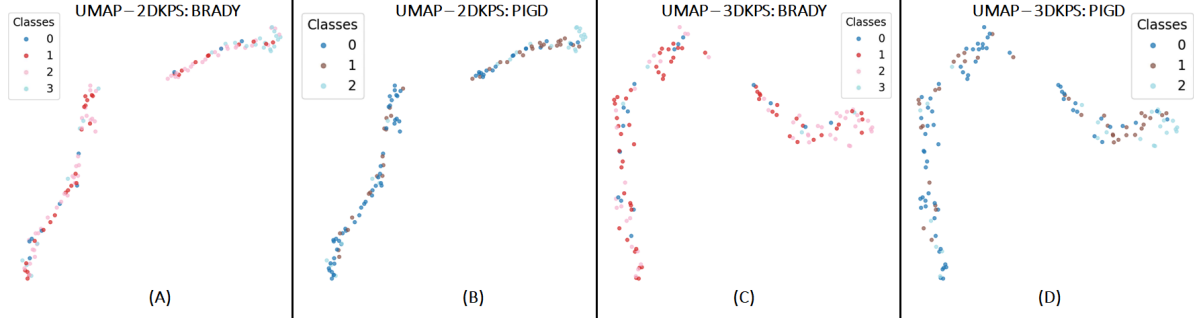 UMAP−2DKPS: BRADY
Classes
0
1
2
3
(A)
UMAP−2DKPS: PIGD
Classes
0
1
2
(B)
UMAP−3DKPS: BRADY
Classes
0
1
2
3
(C)
UMAP−3DKPS: PIGD
Classes
0
1
2
(D)